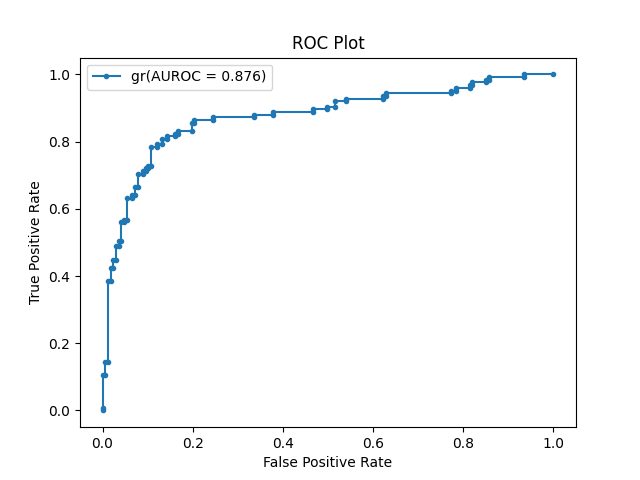 ROC Plot
gr(AUROC = 0.876)
True Positive Rate
1.0
0.8
0.6
0.4
0.2
0.0
0.0 0.2 0.4 0.6 0.8 1.0
False Positive Rate